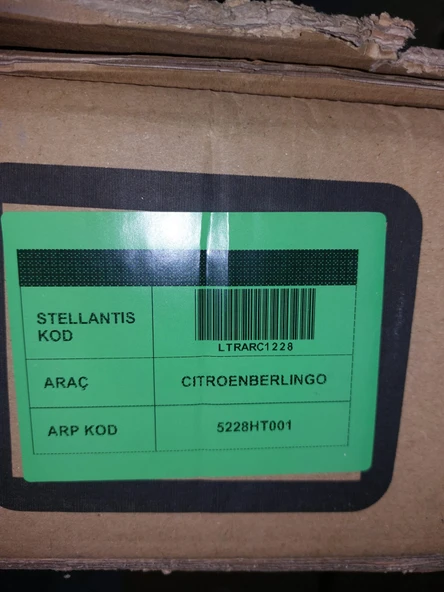 STELLANTIS
KOD
LTRARC1228
ARAÇ
CITROENBERLINGO
ARP KOD
5228HT001